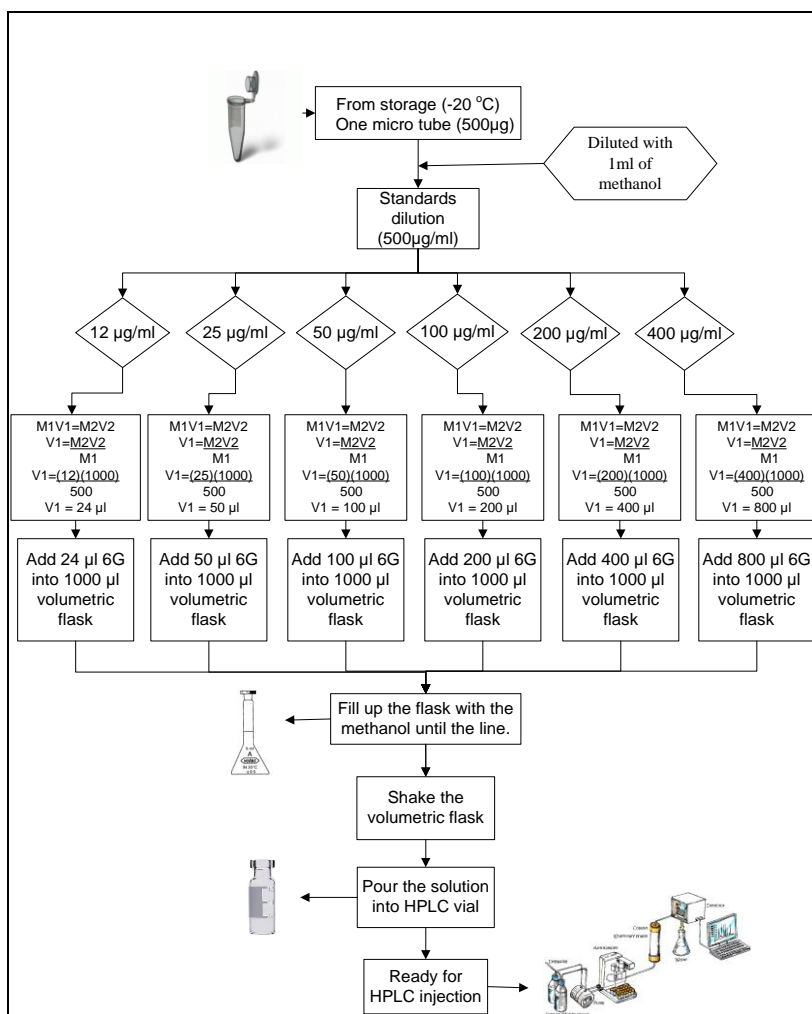 From storage (-20 °C)
One micro tube (500µg)
Diluted with
1ml of
methanol
Standards
dilution
(500µg/ml)
12 µg/ml
25 µg/ml
50 µg/ml
100 µg/ml
200 µg/ml
400 µg/ml
M1V1=M2V2
V1=M2V2
M1
V1=(12)(1000)
500
V1 = 24 µl
M1V1=M2V2
V1=M2V2
M1
V1=(25)(1000)
500
V1 = 50 µl
M1V1=M2V2
V1=M2V2
M1
V1=(50)(1000)
500
V1 = 100 µl
M1V1=M2V2
V1=M2V2
M1
V1=(100)(1000)
500
V1 = 200 µl
M1V1=M2V2
V1=M2V2
M1
V1=(200)(1000)
500
V1 = 400 µl
M1V1=M2V2
V1=M2V2
M1
V1=(400)(1000)
500
V1 = 800 µl
Add 24 µl 6G
into 1000 µl
volumetric
flask
Add 50 µl 6G
into 1000 µl
volumetric
flask
Add 100 µl 6G
into 1000 µl
volumetric
flask
Add 200 µl 6G
into 1000 µl
volumetric
flask
Add 400 µl 6G
into 1000 µl
volumetric
flask
Add 800 µl 6G
into 1000 µl
volumetric
flask
Fill up the flask with the
methanol until the line.
A
Shake the
volumetric flask
Pour the solution
into HPLC vial
Ready for
HPLC injection
Column